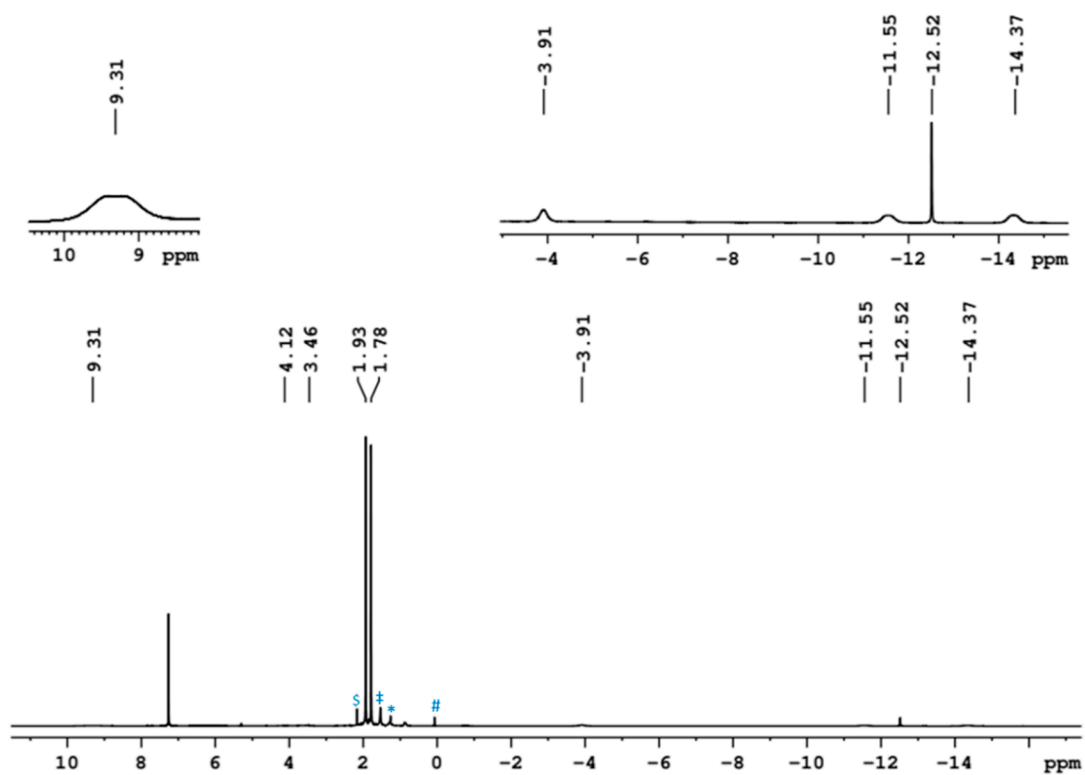 9.31
10 9 ppm
-3.91 -11.55 -12.52 -14.37
-4 -6 -8 -10 -12 -14 ppm
9.31 4.12 3.46 1.93 1.78 -3.91 -11.55 -12.52 -14.37
$ ‡ * #
10 8 6 4 2 0 -2 -4 -6 -8 -10 -12 -14 ppm